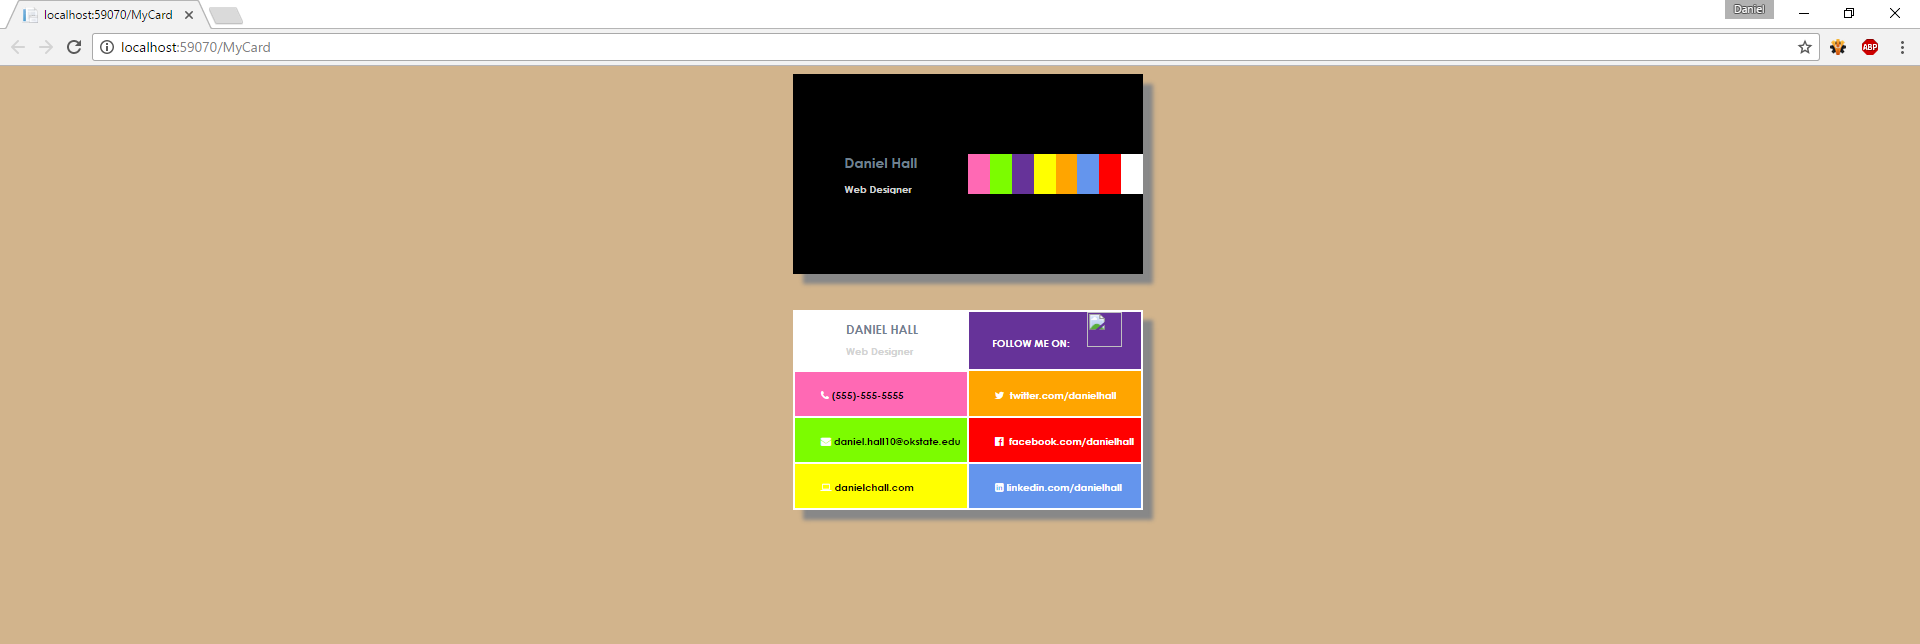 localhost:59070/MyCard
Daniel
localhost:59070/MyCard
ABP
Daniel Hall
Web Designer
DANIEL HALL
Web Designer
FOLLOW ME ON:
(555)-555-5555
twitter.com/danielhall
daniel.hall10@okstate.edu
facebook.com/danielhall
danielchall.com
linkedin.com/danielhall